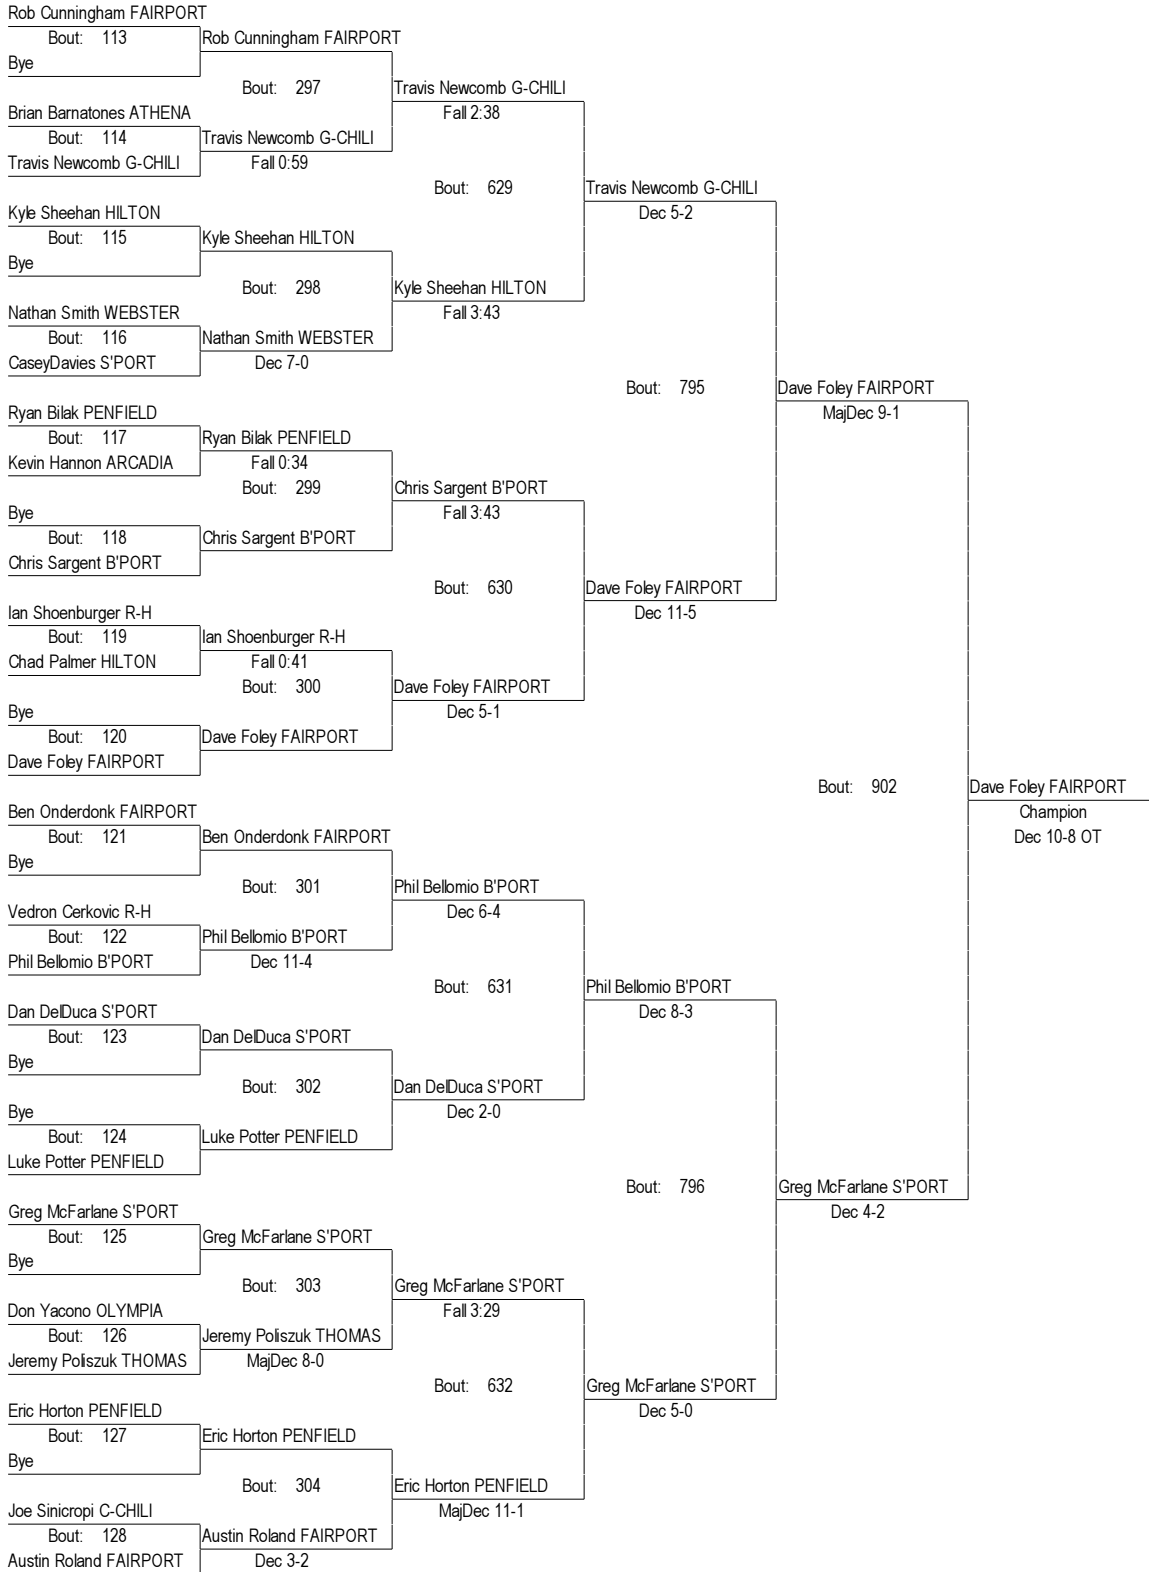 Rob Cunningham FAIRPORT
Bout: 113
Rob Cunningham FAIRPORT
Bye
Bout: 297
Travis Newcomb G-CHILI
Brian Barnatones ATHENA
Fall 2:38
Bout: 114
Travis Newcomb G-CHILI
Travis Newcomb G-CHILI
Fall 0:59
Bout: 629
Travis Newcomb G-CHILI
Kyle Sheehan HILTON
Dec 5-2
Bout: 115
Kyle Sheehan HILTON
Bye
Bout: 298
Kyle Sheehan HILTON
Nathan Smith WEBSTER
Fall 3:43
Bout: 116
Nathan Smith WEBSTER
CaseyDavies S'PORT
Dec 7-0
Bout: 795
Dave Foley FAIRPORT
Ryan Bilak PENFIELD
MajDec 9-1
Bout: 117
Ryan Bilak PENFIELD
Kevin Hannon ARCADIA
Fall 0:34
Bout: 299
Chris Sargent B'PORT
Bye
Fall 3:43
Bout: 118
Chris Sargent B'PORT
Chris Sargent B'PORT
Bout: 630
Dave Foley FAIRPORT
Ian Shoenburger R-H
Dec 11-5
Bout: 119
Ian Shoenburger R-H
Chad Palmer HILTON
Fall 0:41
Bout: 300
Dave Foley FAIRPORT
Bye
Dec 5-1
Bout: 120
Dave Foley FAIRPORT
Dave Foley FAIRPORT
Bout: 902
Dave Foley FAIRPORT
Ben Onderdonk FAIRPORT
Champion
Bout: 121
Ben Onderdonk FAIRPORT
Dec 10-8 OT
Bye
Bout: 301
Phil Bellomio B'PORT
Vedron Cerkovic R-H
Dec 6-4
Bout: 122
Phil Bellomio B'PORT
Phil Bellomio B'PORT
Dec 11-4
Bout: 631
Phil Bellomio B'PORT
Dan DelDuca S'PORT
Dec 8-3
Bout: 123
Dan DelDuca S'PORT
Bye
Bout: 302
Dan DelDuca S'PORT
Bye
Dec 2-0
Bout: 124
Luke Potter PENFIELD
Luke Potter PENFIELD
Bout: 796
Greg McFarlane S'PORT
Greg McFarlane S'PORT
Dec 4-2
Bout: 125
Greg McFarlane S'PORT
Bye
Bout: 303
Greg McFarlane S'PORT
Don Yacono OLYMPIA
Fall 3:29
Bout: 126
Jeremy Poliszuk THOMAS
Jeremy Poliszuk THOMAS
MajDec 8-0
Bout: 632
Greg McFarlane S'PORT
Eric Horton PENFIELD
Dec 5-0
Bout: 127
Eric Horton PENFIELD
Bye
Bout: 304
Eric Horton PENFIELD
Joe Sinicropi C-CHILI
MajDec 11-1
Bout: 128
Austin Roland FAIRPORT
Austin Roland FAIRPORT
Dec 3-2